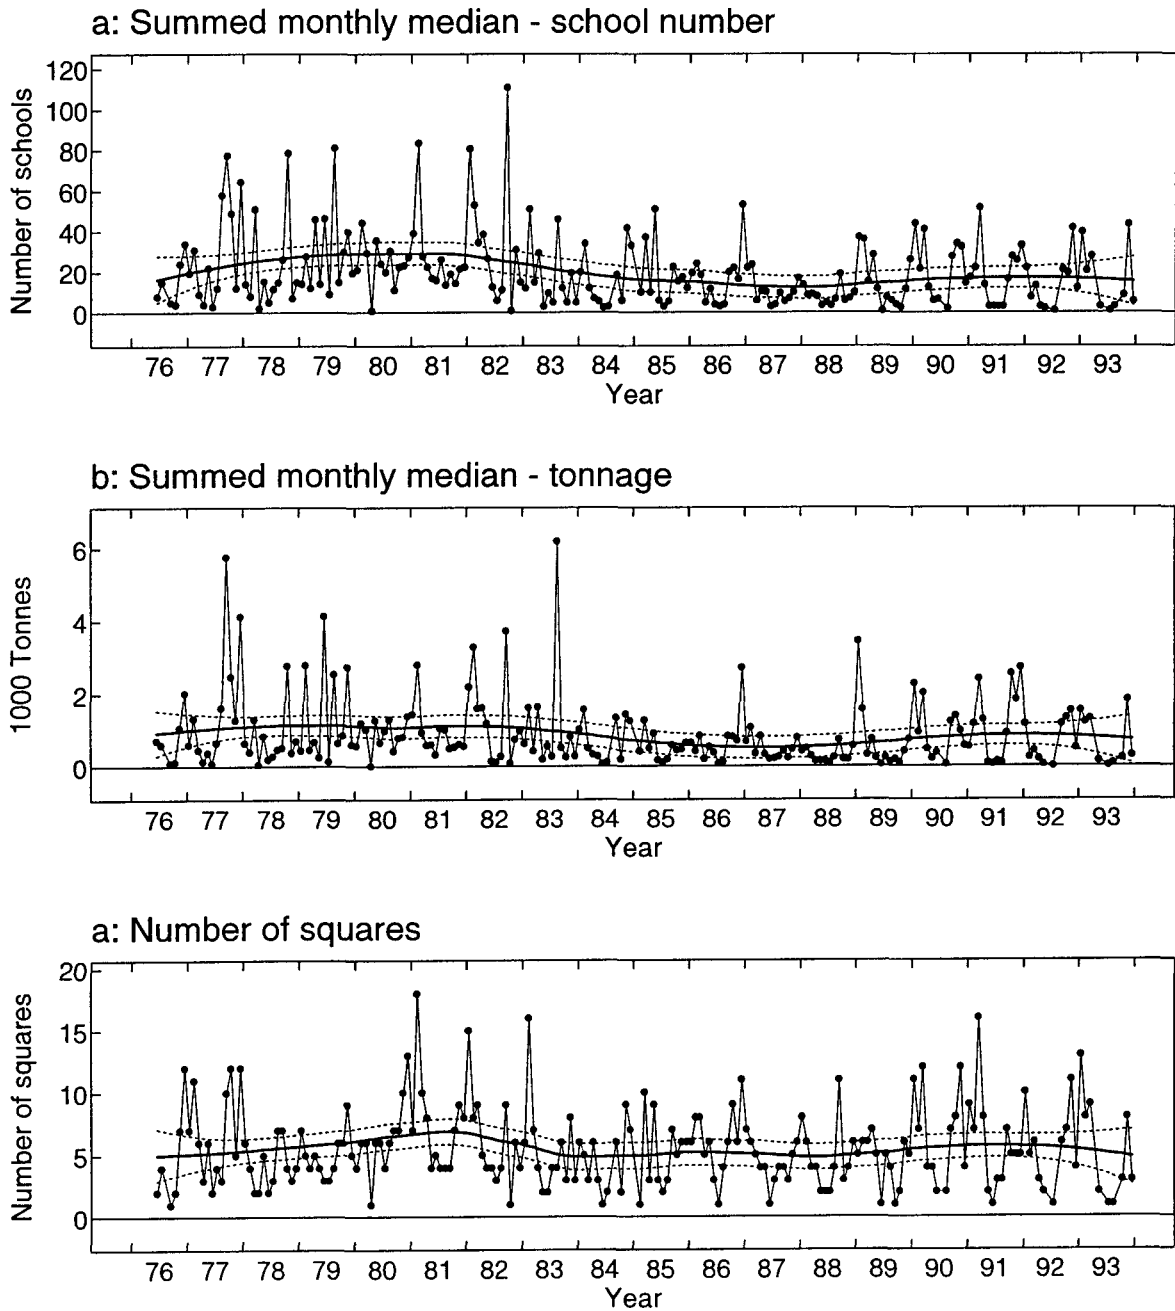 a: Summed monthly median - school number
Number of schools
120
100
80
60
40
20
0
76 77 78 79 80 81 82 83 84 85 86 87 88 89 90 91 92 93
Year
b: Summed monthly median - tonnage
1000 Tonnes
6
4
2
0
76 77 78 79 80 81 82 83 84 85 86 87 88 89 90 91 92 93
Year
a: Number of squares
Number of squares
20
15
10
5
0
76 77 78 79 80 81 82 83 84 85 86 87 88 89 90 91 92 93
Year